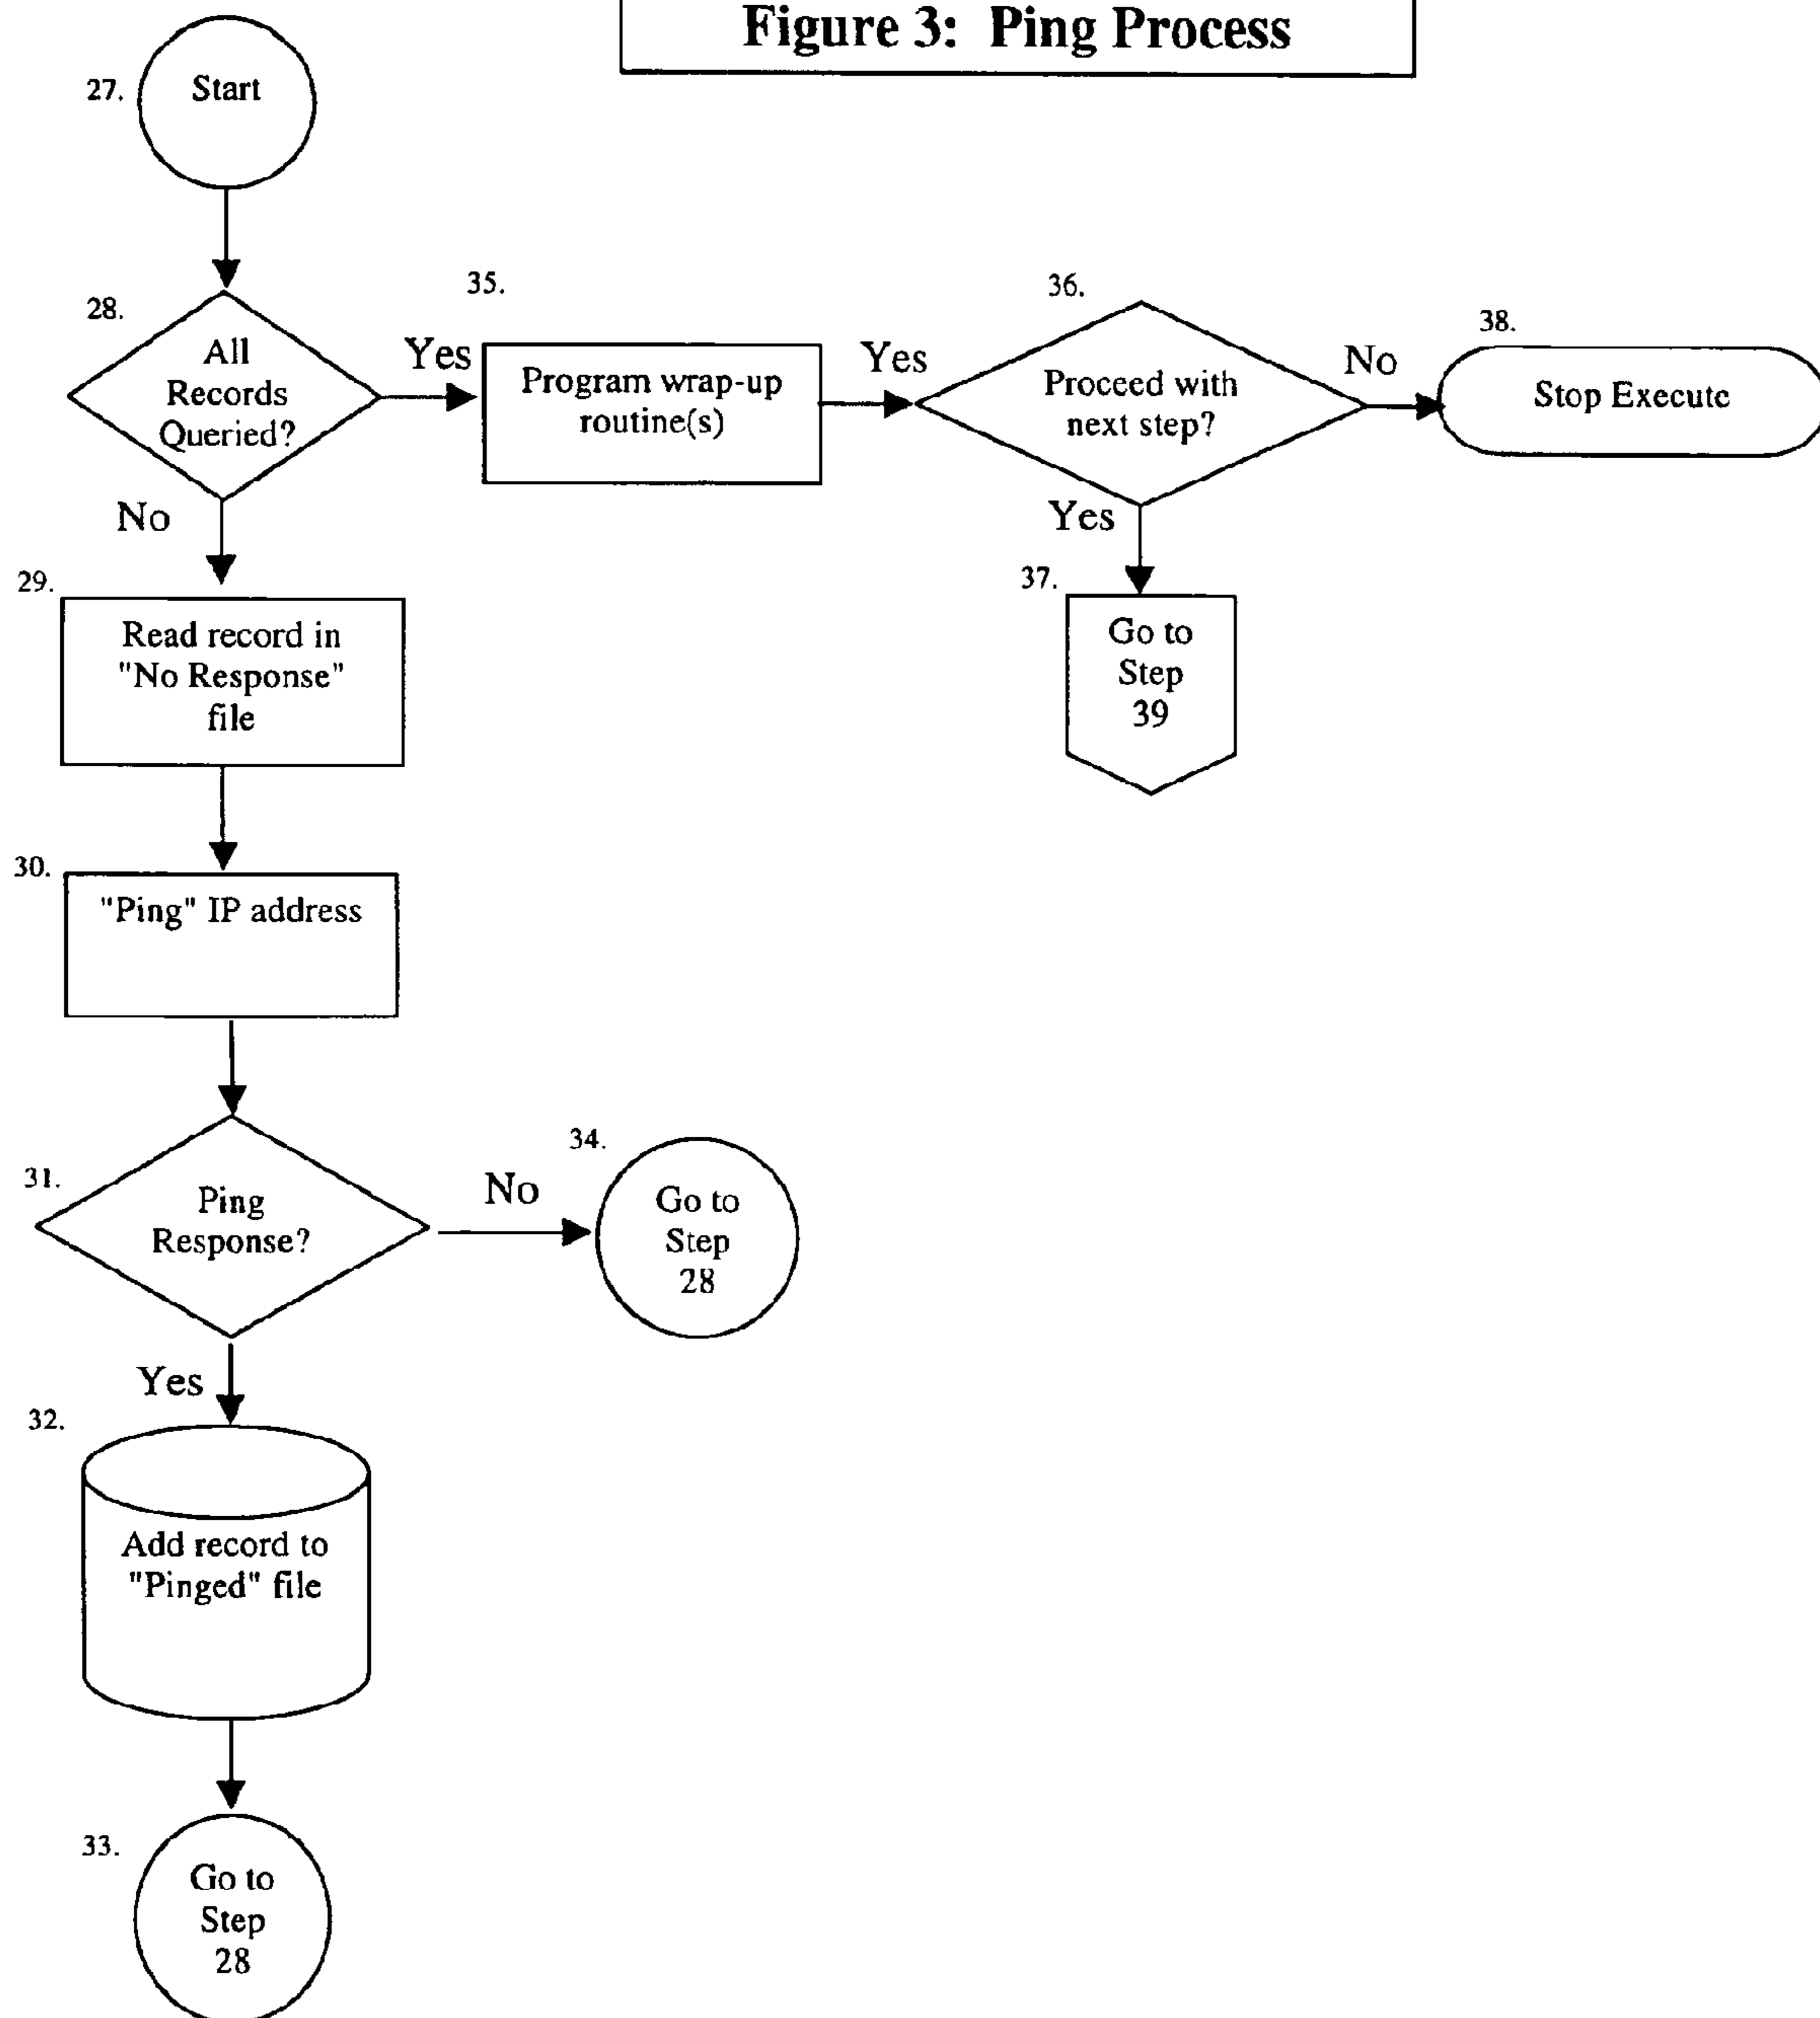 Figure 3: Ping Process
27.
Start
28.
All
Records
Queried?
Yes
No
35.
Program wrap-up
routine(s)
Yes
36.
Proceed with
next step?
No
38.
Stop Execute
Yes
37.
Go to
Step
39
29.
Read record in
"No Response"
file
30.
"Ping" IP address
31.
Ping
Response?
No
34.
Go to
Step
28
Yes
32.
Add record to
"Pinged" file
33.
Go to
Step
28